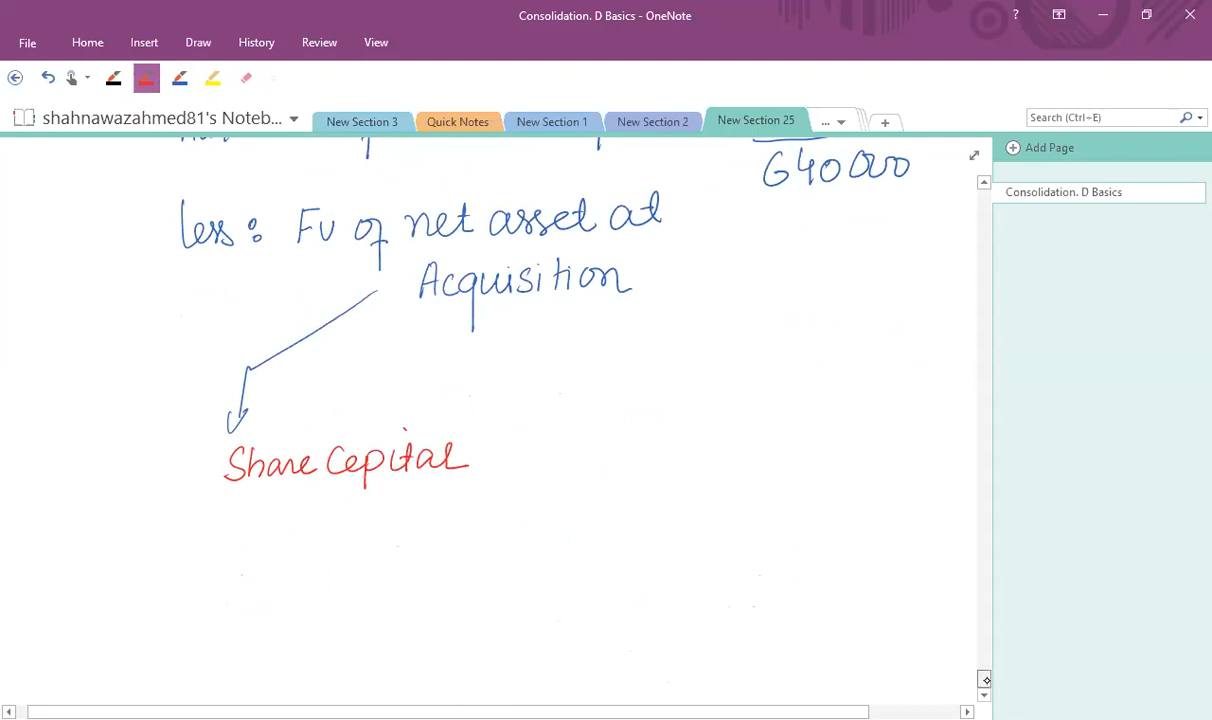 Consolidation. D Basics - OneNote
?
File Home Insert Draw History Review View
shahnawazahmed81's Noteb... New Section 3 Quick Notes New Section 1 New Section 2 New Section 25 ... + Search (Ctrl+E)
Add Page
Consolidation. D Basics
640000
less: FV of net asset at
Acquisition
Share Cepital